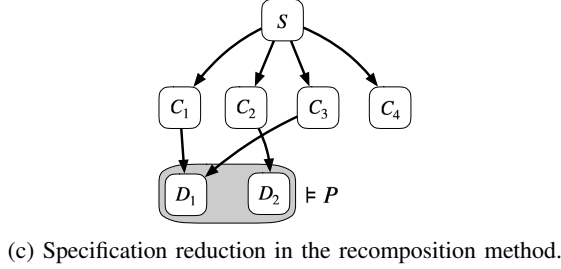 S
C₁ C₂ C₃ C₄
D₁ D₂ ⊨ P
(c) Specification reduction in the recomposition method.